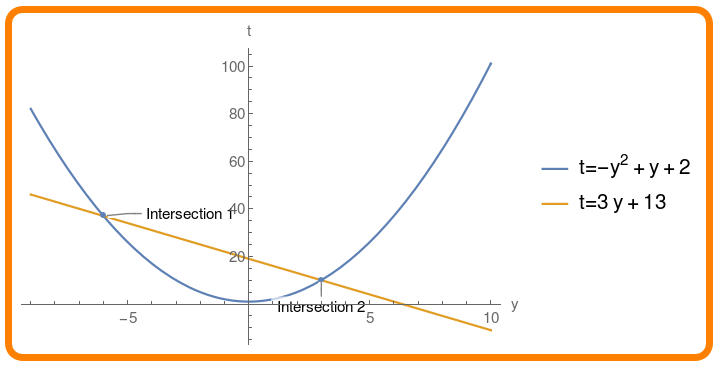 t
100
80
60
40
20
Intersection 1
Intersection 2
−5
5
10
y
t=−y² + y + 2
t=3 y + 13